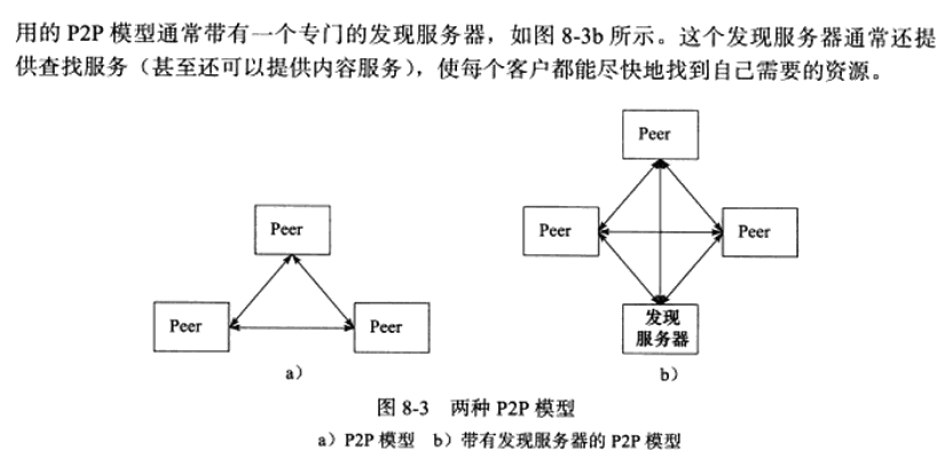 用的 P2P 模型通常带有一个专门的发现服务器，如图 8-3b 所示。这个发现服务器通常还提
供查找服务（甚至还可以提供内容服务），使每个客户都能尽快地找到自己需要的资源。
Peer
Peer
Peer
a）
Peer
Peer
Peer
发现
服务器
b）
图 8-3 两种 P2P 模型
a）P2P 模型 b）带有发现服务器的 P2P 模型